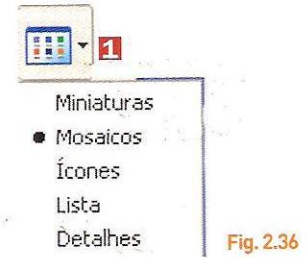 1
Miniaturas
Mosaicos
Ícones
Lista
Detalhes
Fig. 2.36